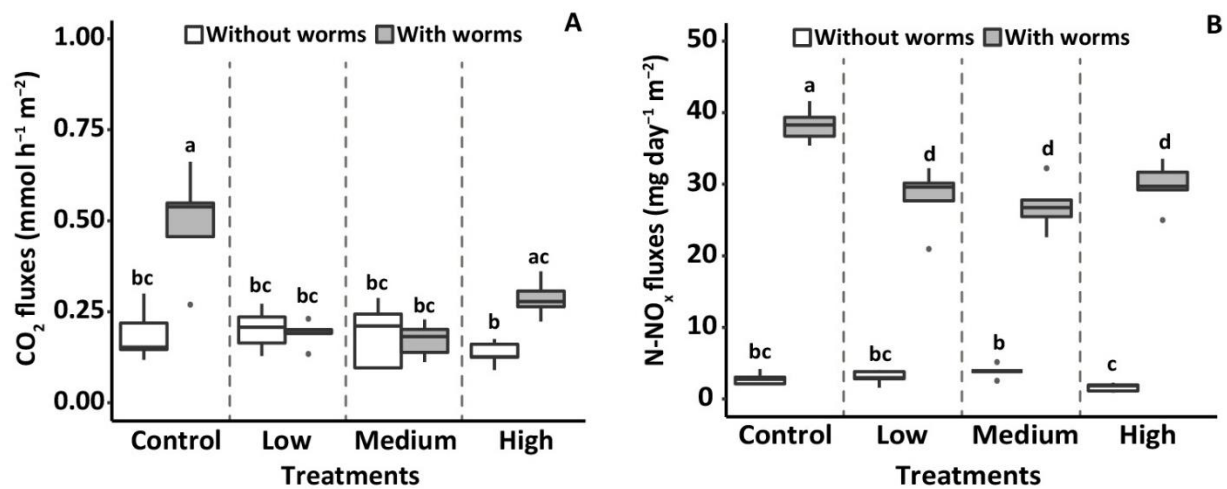 A
Without worms With worms
1.00
0.75
0.50
0.25
0.00
CO₂ fluxes (mmol h⁻¹ m⁻²)
bc
a
bc
bc
bc
bc
b
ac
Control Low Medium High
Treatments
B
Without worms With worms
50
40
30
20
10
0
N-NOₓ fluxes (mg day⁻¹ m⁻²)
bc
a
bc
d
b
d
c
d
Control Low Medium High
Treatments